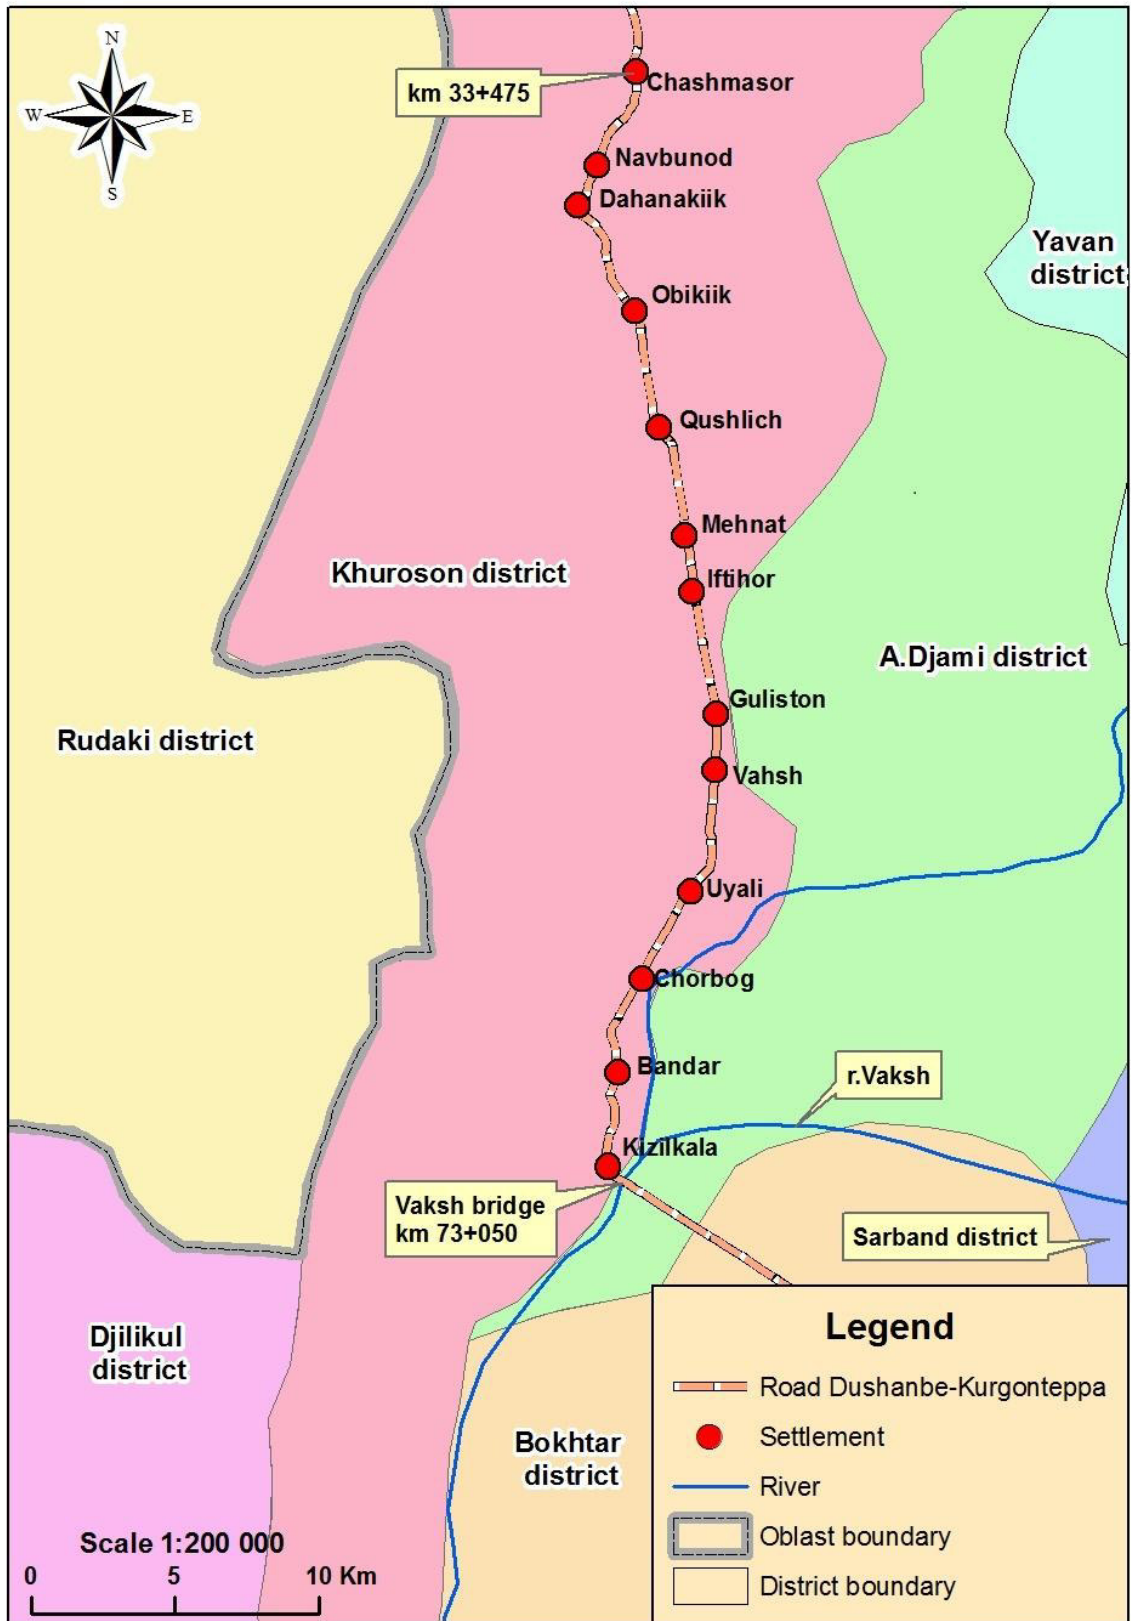 N
W
E
S
km 33+475
Chashmasor
Navbunod
Dahanakiik
Yavan
district
Obikiik
Qushlich
Mehnat
Khuroson district
Iftihor
A.Djami district
Guliston
Rudaki district
Vahsh
Uyali
Chorbog
Bandar
r.Vaksh
Kizilkala
Vaksh bridge
km 73+050
Sarband district
Djilikul
district
Bokhtar
district
Legend
Road Dushanbe-Kurgonteppa
Settlement
River
Oblast boundary
District boundary
Scale 1:200 000
0 5 10 Km